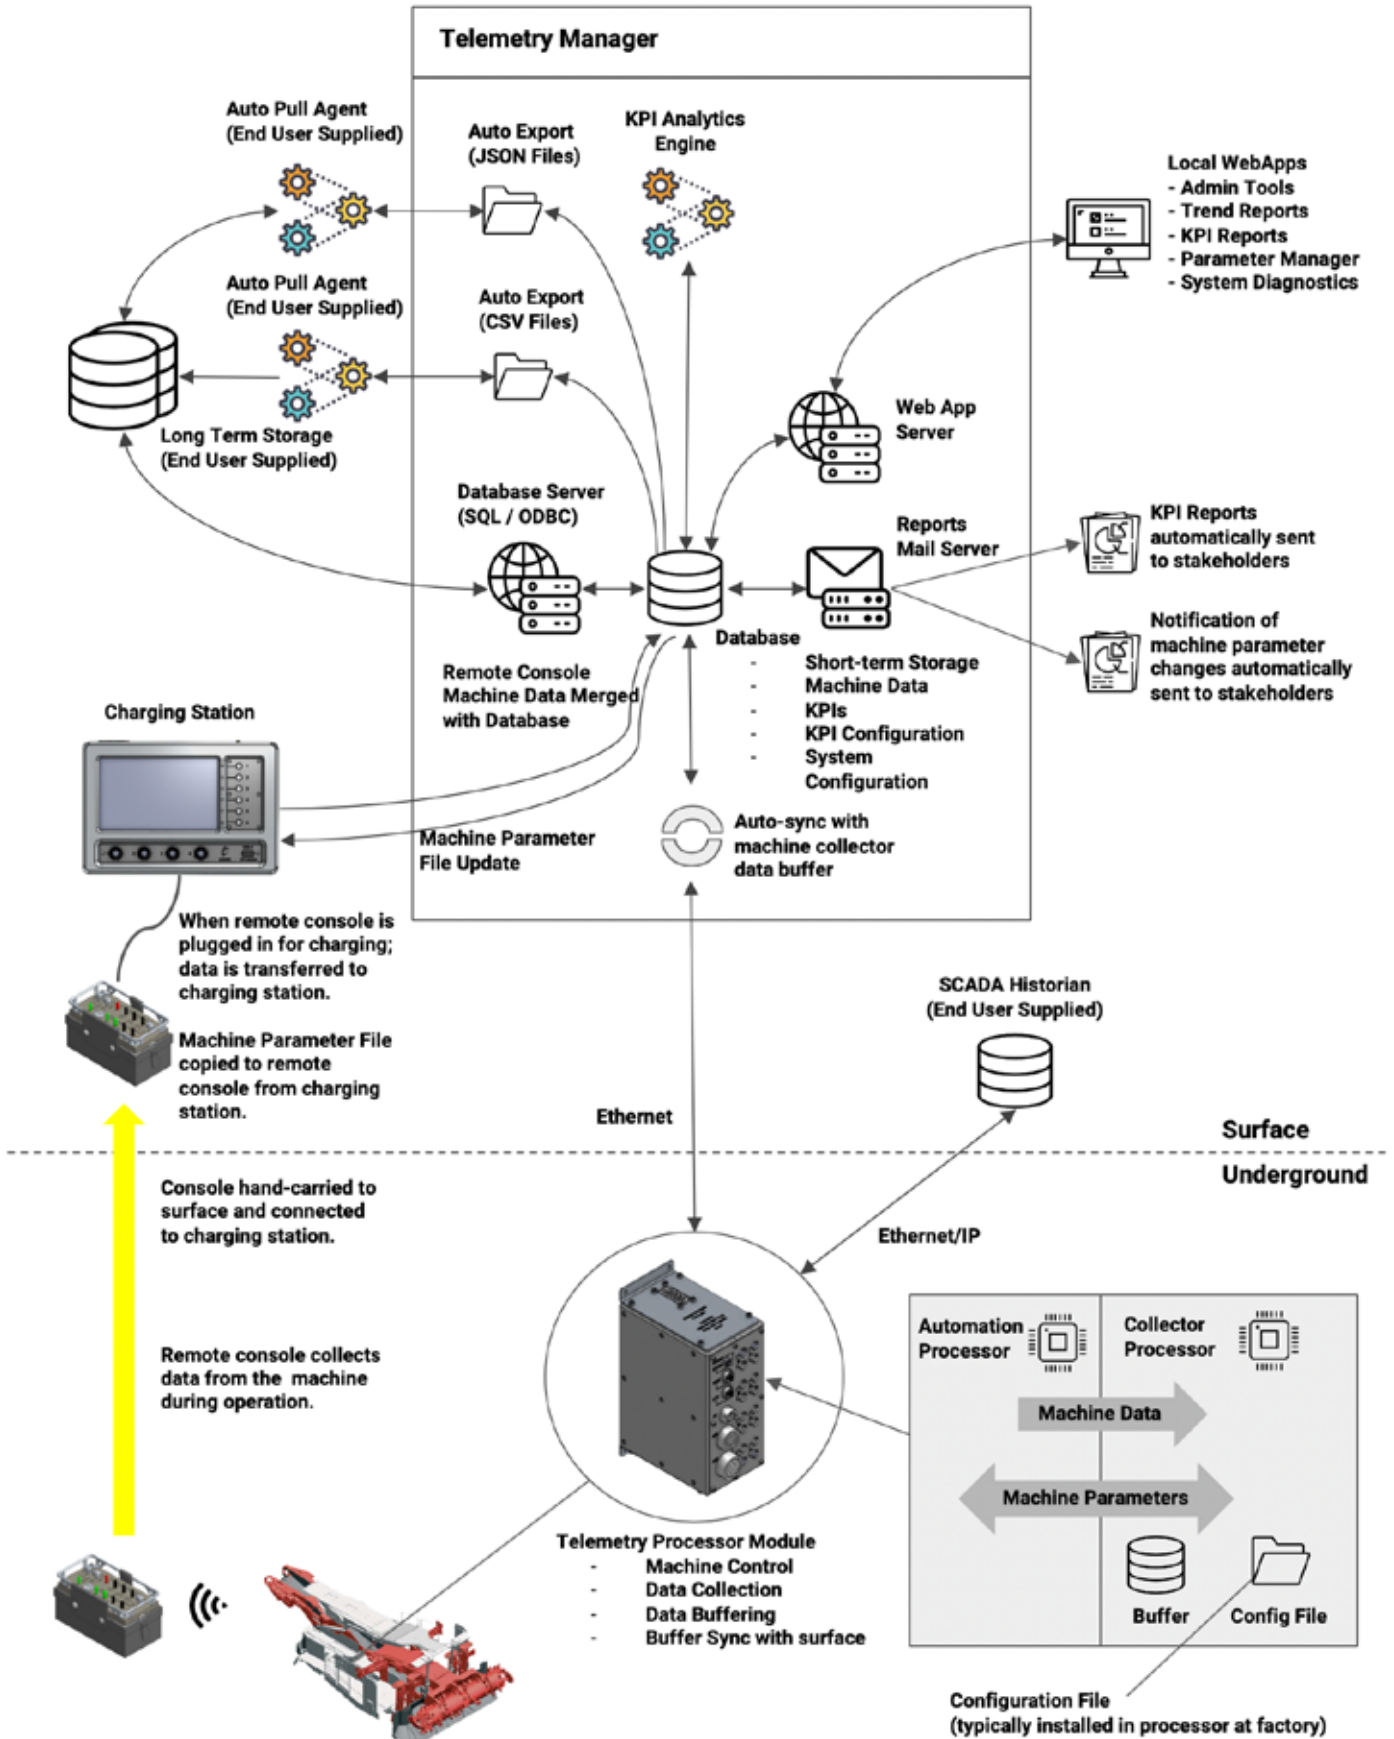 Telemetry Manager
Auto Pull Agent
(End User Supplied)
Auto Export
(JSON Files)
KPI Analytics
Engine
Local WebApps
- Admin Tools
- Trend Reports
- KPI Reports
- Parameter Manager
- System Diagnostics
Auto Pull Agent
(End User Supplied)
Auto Export
(CSV Files)
Long Term Storage
(End User Supplied)
Web App
Server
Database Server
(SQL / ODBC)
Reports
Mail Server
KPI Reports
automatically sent
to stakeholders
Notification of
machine parameter
changes automatically
sent to stakeholders
Database
- Short-term Storage
- Machine Data
- KPIs
- KPI Configuration
- System
Configuration
Remote Console
Machine Data Merged
with Database
Charging Station
Machine Parameter
File Update
Auto-sync with
machine collector
data buffer
When remote console is
plugged in for charging;
data is transferred to
charging station.
Machine Parameter File
copied to remote
console from charging
station.
SCADA Historian
(End User Supplied)
Ethernet
Surface
Underground
Console hand-carried to
surface and connected
to charging station.
Ethernet/IP
Remote console collects
data from the machine
during operation.
Automation
Processor
Collector
Processor
Machine Data
Machine Parameters
Buffer
Config File
Telemetry Processor Module
- Machine Control
- Data Collection
- Data Buffering
- Buffer Sync with surface
Configuration File
(typically installed in processor at factory)